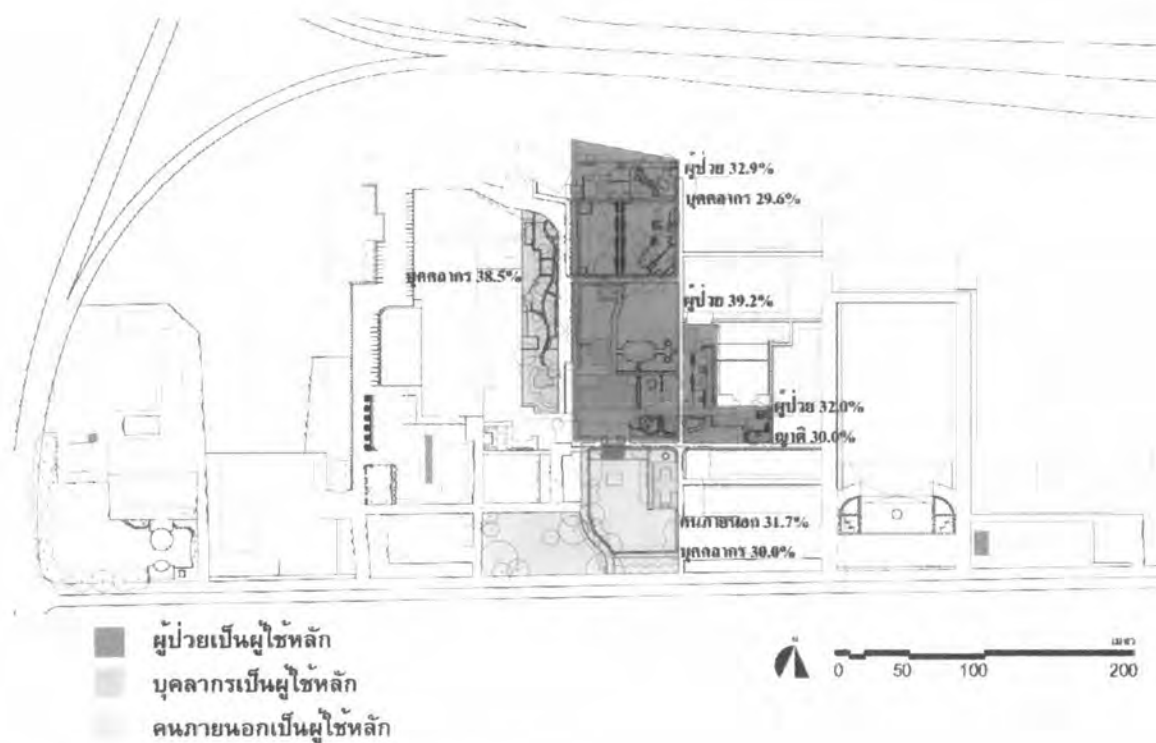 ผู้ป่วย 32.9%
บุคคลากร 29.6%
บุคคลากร 38.5%
ผู้ป่วย 39.2%
ผู้ป่วย 32.0%
ญาติ 30.0%
คนภายนอก 31.7%
บุคคลากร 30.0%
ผู้ป่วยเป็นผู้ใช้หลัก
บุคลากรเป็นผู้ใช้หลัก
คนภายนอกเป็นผู้ใช้หลัก
N
เมตร
0 50 100 200